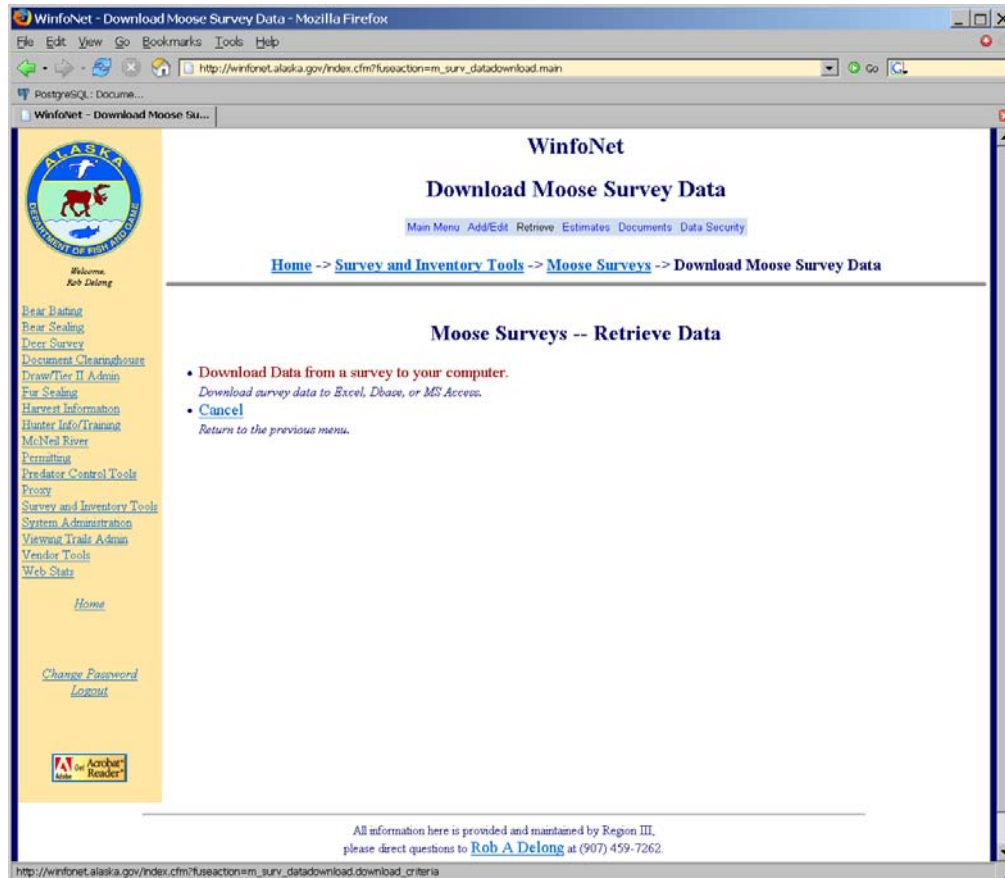 WinfoNet - Download Moose Survey Data - Mozilla Firefox
File Edit View Go Bookmarks Tools Help
http://winfonet.alaska.gov/index.cfm?fuseaction=m_surv_datadownload.main
Go
PostgreSQL: Docume...
WinfoNet - Download Moose Su...
ALASKA
DEPARTMENT OF FISH AND GAME
Welcome,
Rob Delong
Bear Baiting
Bear Sealing
Deer Survey
Document Clearinghouse
Draw/Tier II Admin
Fur Sealing
Harvest Information
Hunter Info/Training
McNeil River
Permitting
Predator Control Tools
Proxy
Survey and Inventory Tools
System Administration
Viewing Trails Admin
Vendor Tools
Web Stats
Home
Change Password
Logout
Adobe
Get Acrobat
Reader
WinfoNet
Download Moose Survey Data
Main Menu Add/Edit Retrieve Estimates Documents Data Security
Home -> Survey and Inventory Tools -> Moose Surveys -> Download Moose Survey Data
Moose Surveys -- Retrieve Data
• Download Data from a survey to your computer.
Download survey data to Excel, Dbase, or MS Access.
• Cancel
Return to the previous menu.
All information here is provided and maintained by Region III,
please direct questions to Rob A Delong at (907) 459-7262.
http://winfonet.alaska.gov/index.cfm?fuseaction=m_surv_datadownload.download_criteria